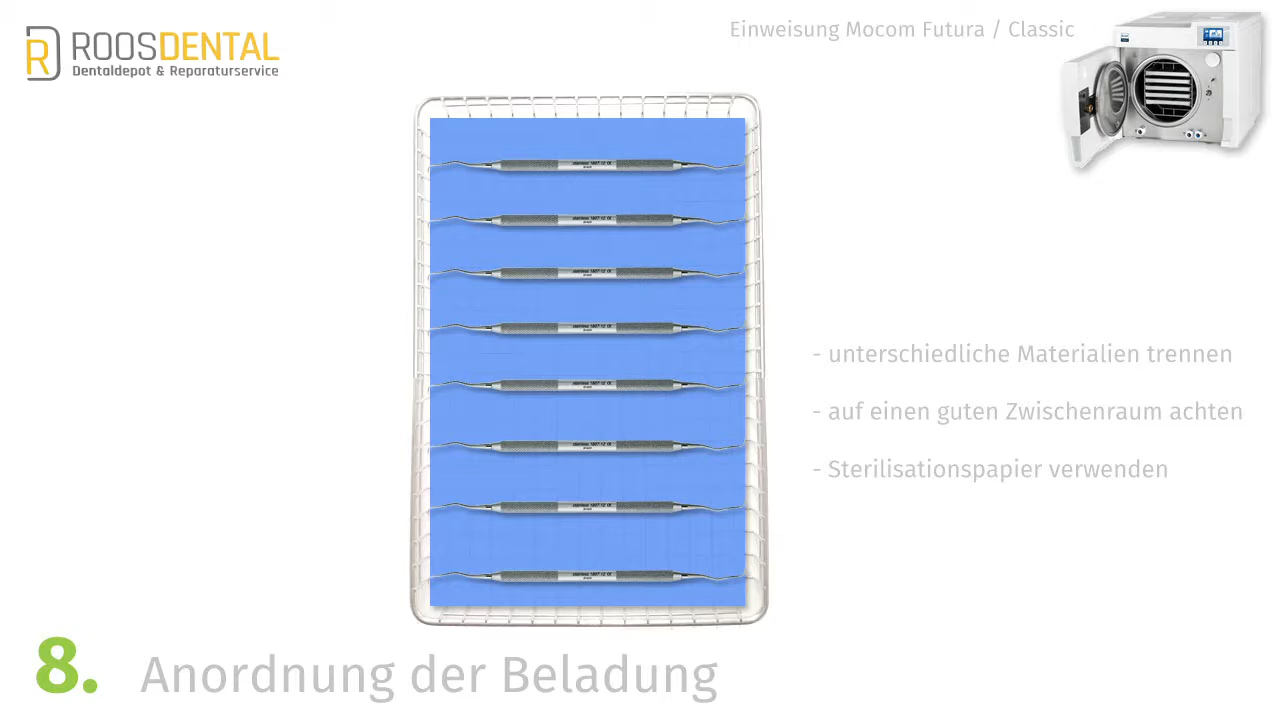 ROOSDENTAL
Dentaldepot & Reparaturservice
Einweisung Mocom Futura / Classic
- unterschiedliche Materialien trennen
- auf einen guten Zwischenraum achten
- Sterilisationspapier verwenden
8. Anordnung der Beladung